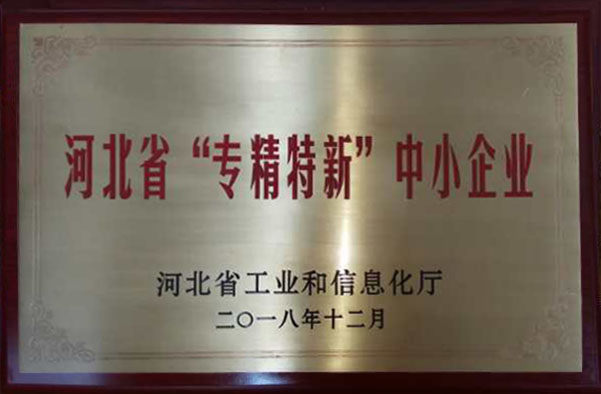 河北省“专精特新”中小企业
河北省工业和信息化厅
二〇一八年十二月